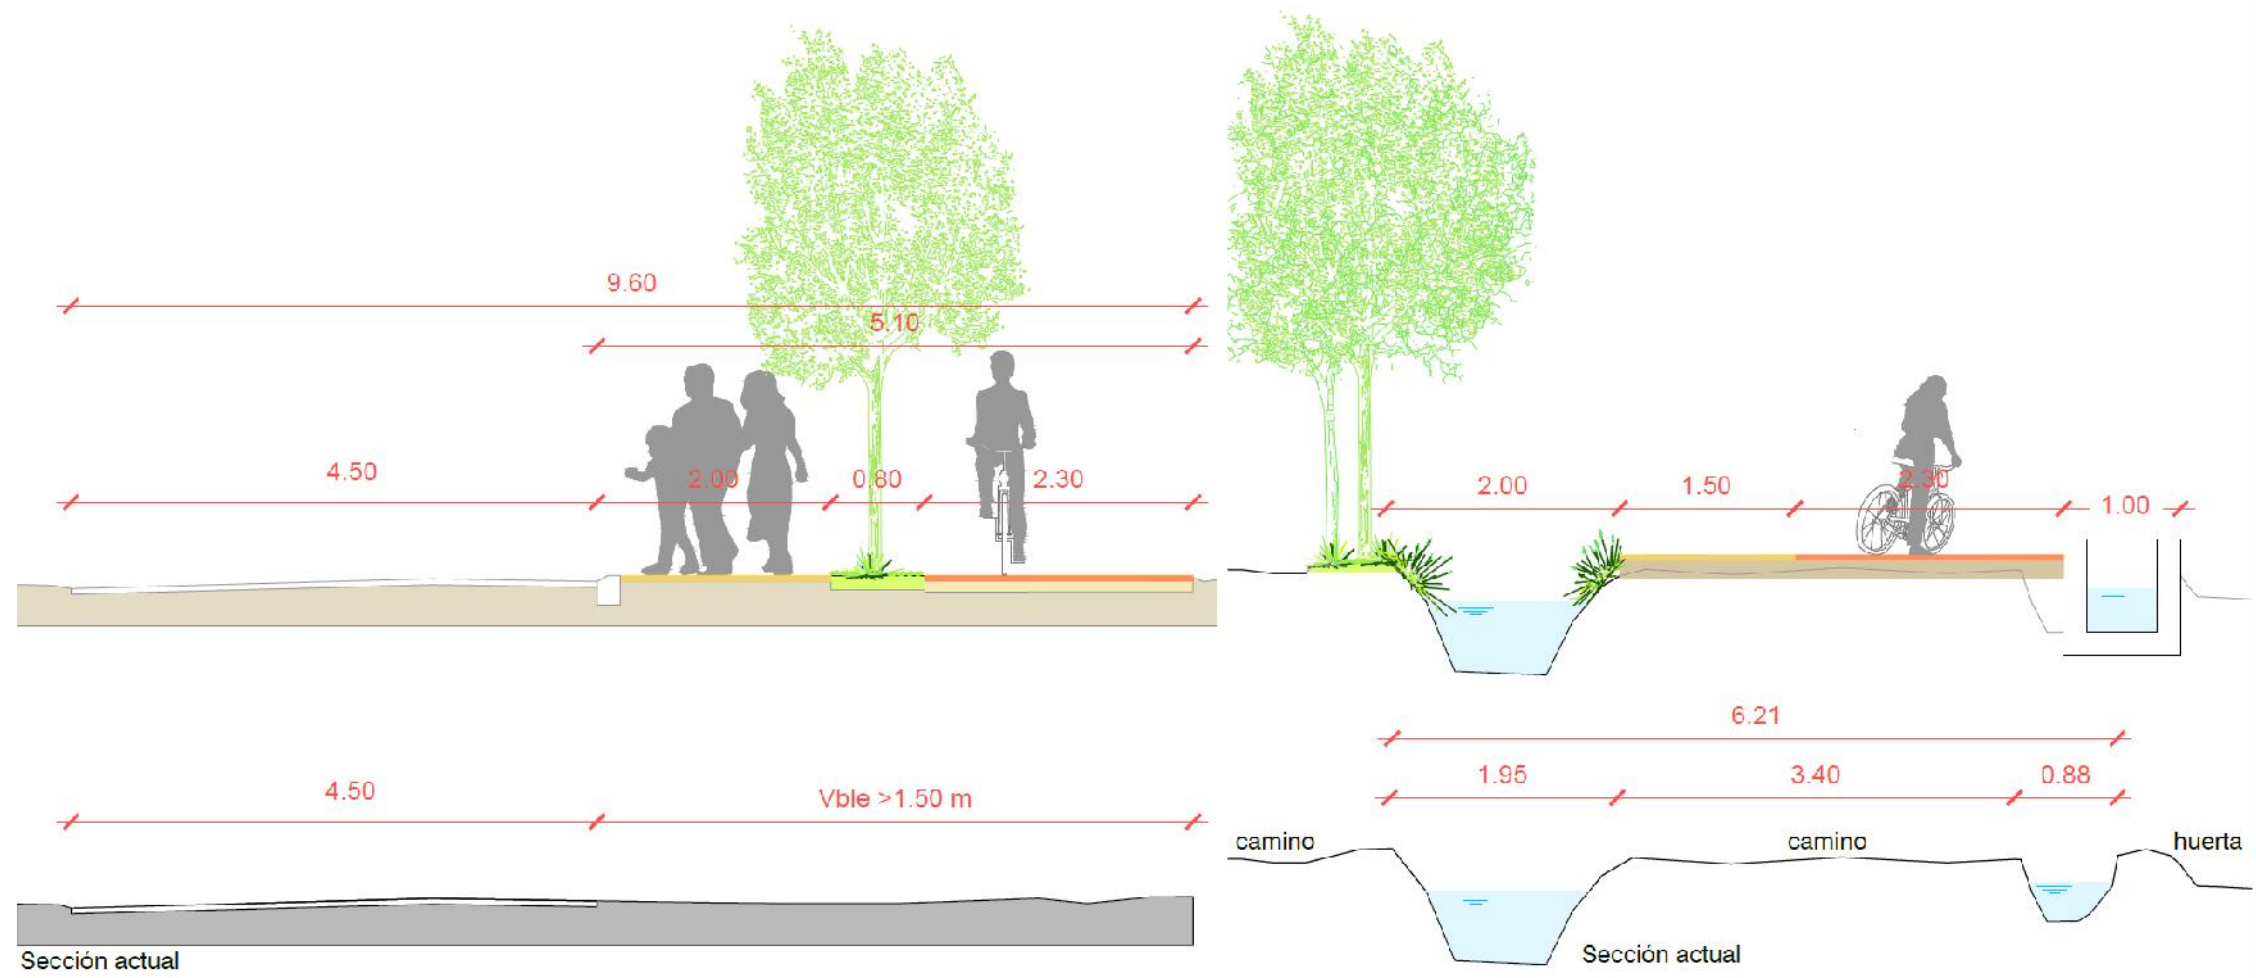 9.60
5.10
4.50
2.00
0.80
2.30
2.00
1.50
2.30
1.00
4.50
Vble >1.50 m
Sección actual
6.21
1.95
3.40
0.88
camino
camino
huerta
Sección actual